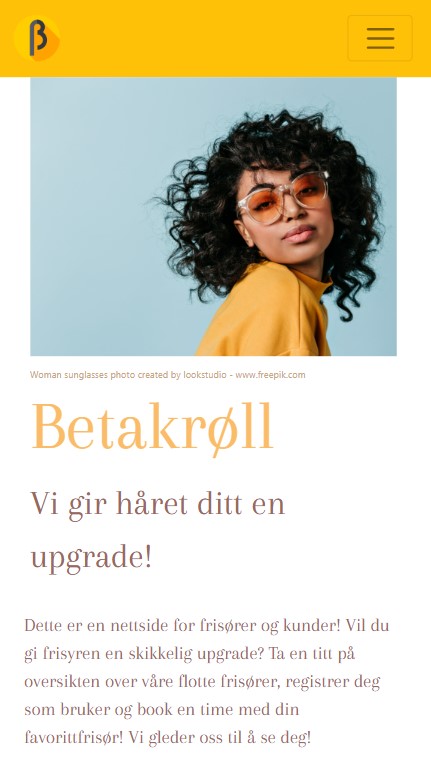 β
Woman sunglasses photo created by lookstudio - www.freepik.com
Betakrøll
Vi gir håret ditt en
upgrade!
Dette er en nettside for frisører og kunder! Vil du
gi frisyren en skikkelig upgrade? Ta en titt på
oversikten over våre flotte frisører, registrer deg
som bruker og book en time med din
favorittfrisør! Vi gleder oss til å se deg!